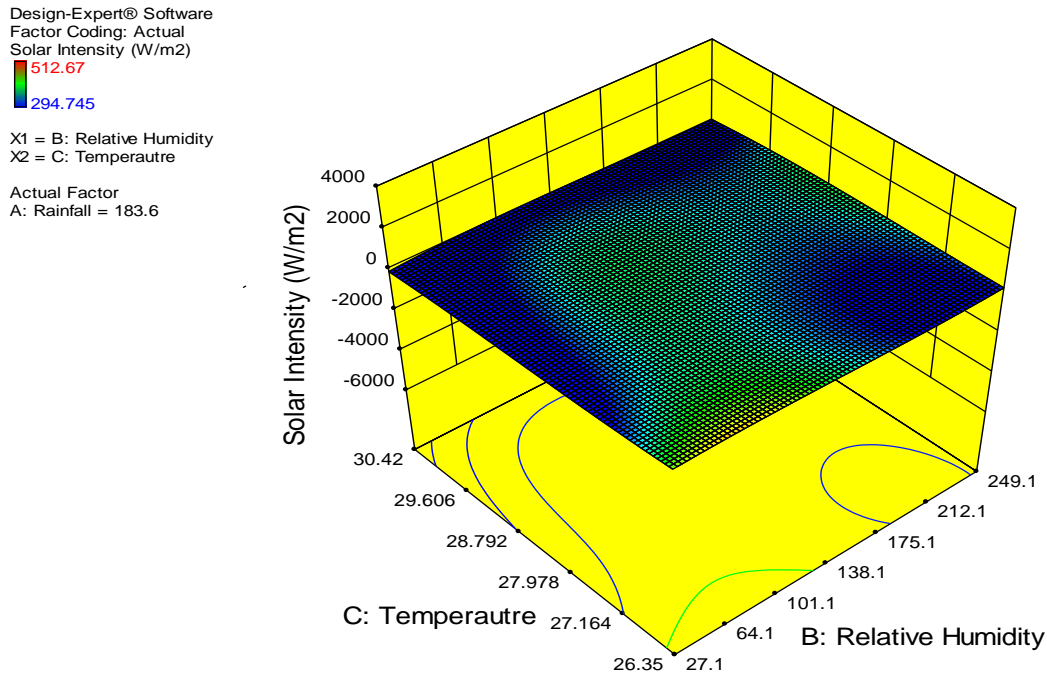 Design-Expert® Software
Factor Coding: Actual
Solar Intensity (W/m2)
512.67
294.745
X1 = B: Relative Humidity
X2 = C: Temperautre
Actual Factor
A: Rainfall = 183.6
4000
2000
0
-2000
-4000
-6000
Solar Intensity (W/m2)
30.42
29.606
28.792
27.978
27.164
26.35
C: Temperautre
27.1
64.1
101.1
138.1
175.1
212.1
249.1
B: Relative Humidity